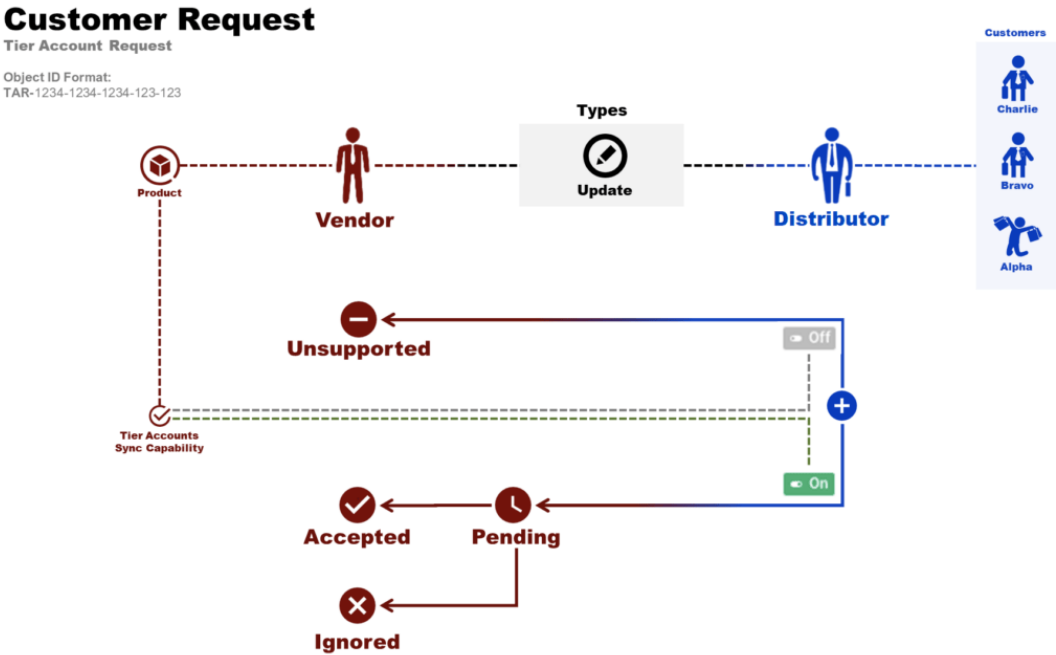 Customer Request
Tier Account Request
Object ID Format:
TAR-1234-1234-1234-123-123
Customers
Charlie
Bravo
Alpha
Types
Update
Product
Vendor
Distributor
Unsupported
Off
Tier Accounts
Sync Capability
On
Accepted
Pending
Ignored